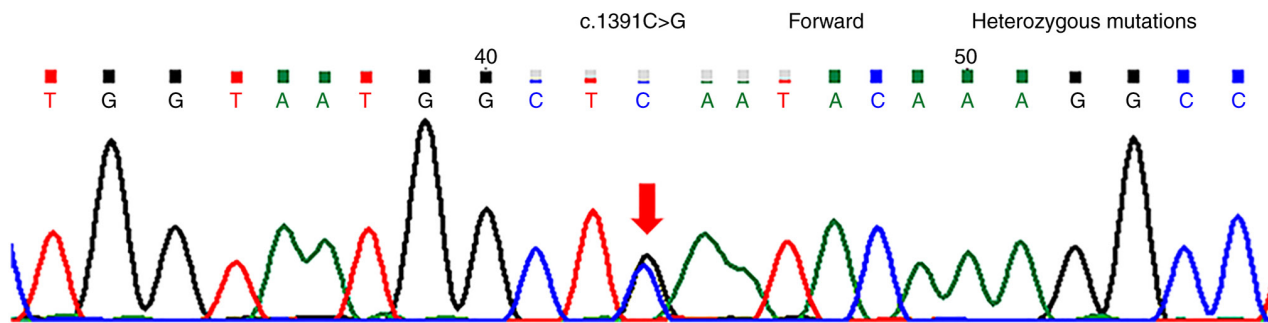 c.1391C>G Forward Heterozygous mutations
40 50
T G G T A A T G G C T C A A T A C A A A G G C C